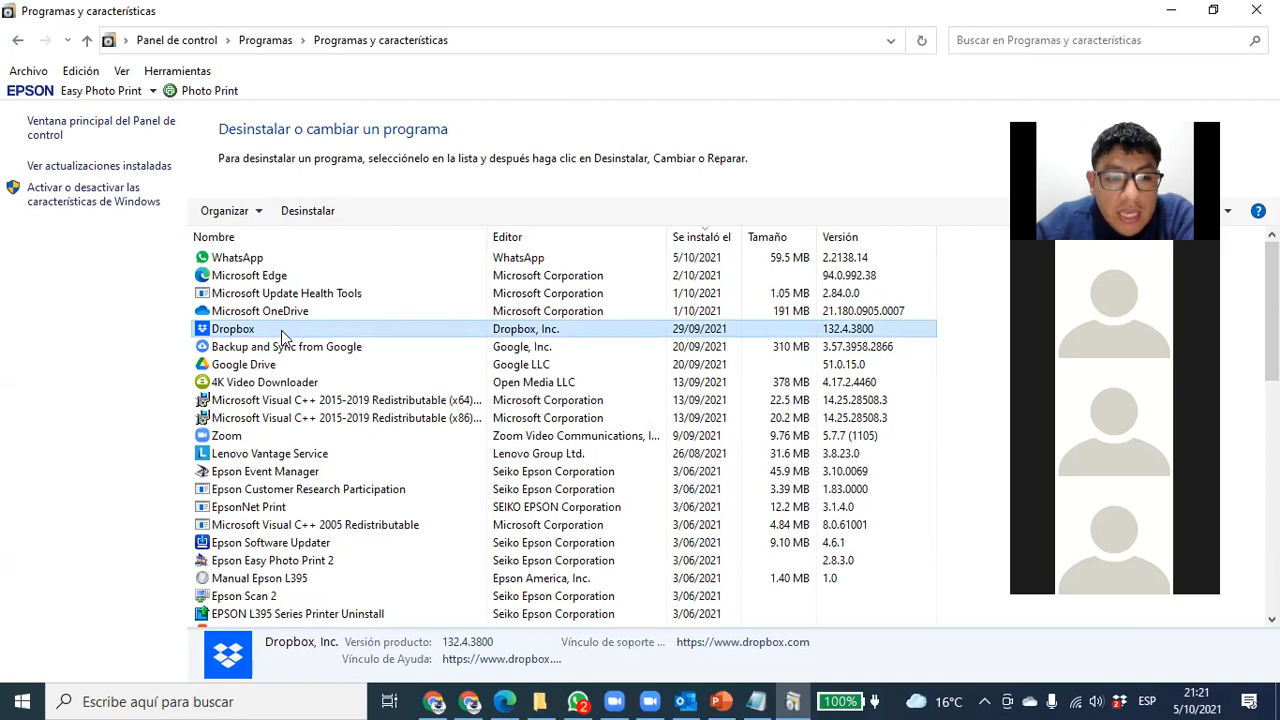 Programas y características
Panel de control > Programas > Programas y características
Buscar en Programas y características
Archivo Edición Ver Herramientas
EPSON Easy Photo Print Photo Print
Ventana principal del Panel de control
Ver actualizaciones instaladas
Activar o desactivar las características de Windows
Desinstalar o cambiar un programa
Para desinstalar un programa, selecciónelo en la lista y después haga clic en Desinstalar, Cambiar o Reparar.
Organizar Desinstalar
Nombre Editor Se instaló el Tamaño Versión
WhatsApp WhatsApp 5/10/2021 59.5 MB 2.2138.14
Microsoft Edge Microsoft Corporation 2/10/2021 94.0.992.38
Microsoft Update Health Tools Microsoft Corporation 1/10/2021 1.05 MB 2.84.0.0
Microsoft OneDrive Microsoft Corporation 1/10/2021 191 MB 21.180.0905.0007
Dropbox Dropbox, Inc. 29/09/2021 132.4.3800
Backup and Sync from Google Google, Inc. 20/09/2021 310 MB 3.57.3958.2866
Google Drive Google LLC 20/09/2021 51.0.15.0
4K Video Downloader Open Media LLC 13/09/2021 378 MB 4.17.2.4460
Microsoft Visual C++ 2015-2019 Redistributable (x64)... Microsoft Corporation 13/09/2021 22.5 MB 14.25.28508.3
Microsoft Visual C++ 2015-2019 Redistributable (x86)... Microsoft Corporation 13/09/2021 20.2 MB 14.25.28508.3
Zoom Zoom Video Communications, I... 9/09/2021 9.76 MB 5.7.7 (1105)
Lenovo Vantage Service Lenovo Group Ltd. 26/08/2021 31.6 MB 3.8.23.0
Epson Event Manager Seiko Epson Corporation 3/06/2021 45.9 MB 3.10.0069
Epson Customer Research Participation Seiko Epson Corporation 3/06/2021 3.39 MB 1.83.0000
EpsonNet Print SEIKO EPSON Corporation 3/06/2021 12.2 MB 3.1.4.0
Microsoft Visual C++ 2005 Redistributable Microsoft Corporation 3/06/2021 4.84 MB 8.0.61001
Epson Software Updater Seiko Epson Corporation 3/06/2021 9.10 MB 4.6.1
Epson Easy Photo Print 2 Seiko Epson Corporation 3/06/2021 2.8.3.0
Manual Epson L395 Epson America, Inc. 3/06/2021 1.40 MB 1.0
Epson Scan 2 Seiko Epson Corporation 3/06/2021
EPSON L395 Series Printer Uninstall Seiko Epson Corporation 3/06/2021
Dropbox, Inc. Versión producto: 132.4.3800 Vínculo de soporte ... https://www.dropbox.com
Vínculo de Ayuda: https://www.dropbox....
Escribe aquí para buscar 2 100% 16°C ESP 21:21
5/10/2021